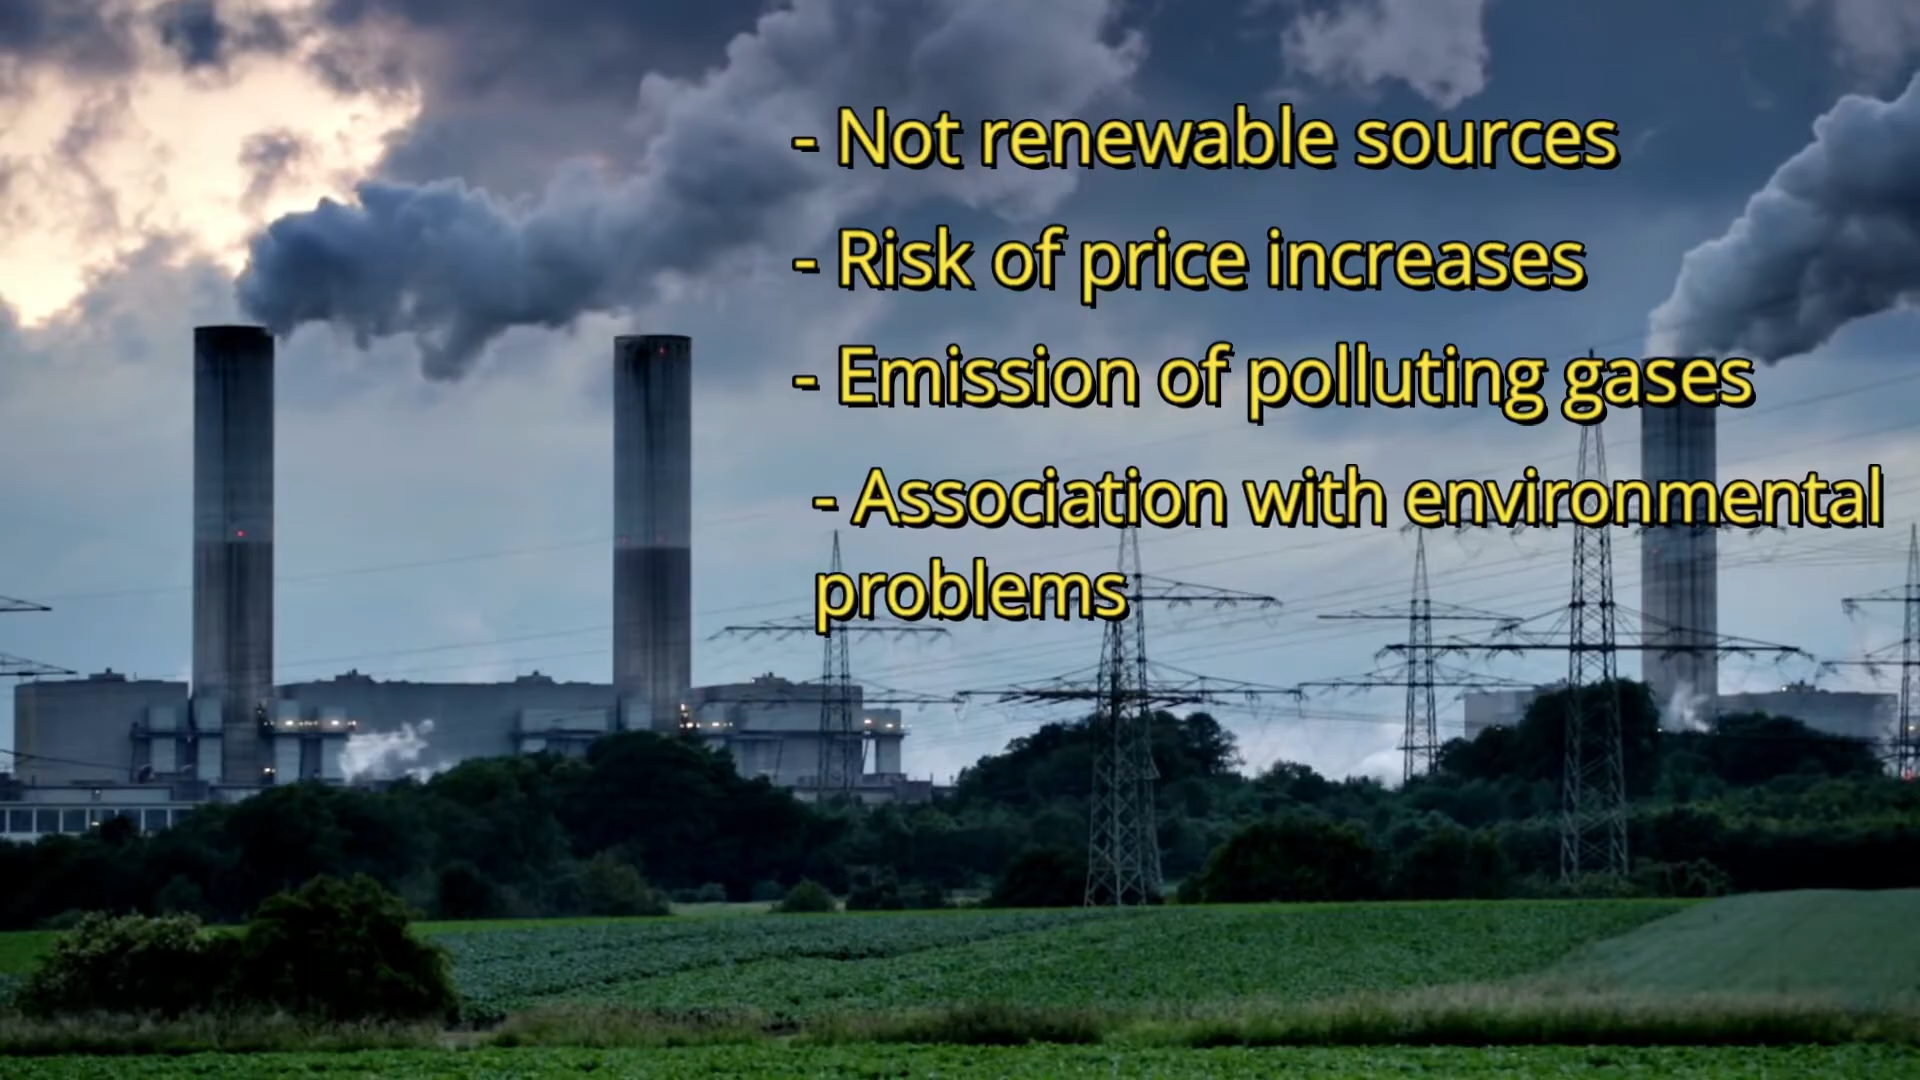 - Not renewable sources
- Risk of price increases
- Emission of polluting gases
- Association with environmental
problems